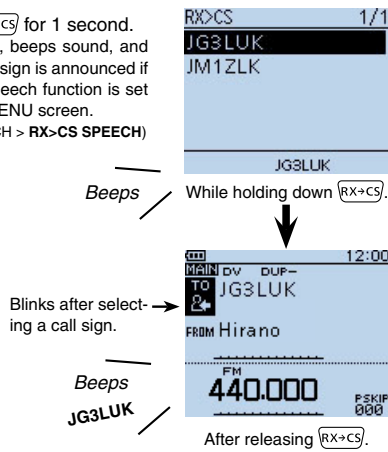 CS for 1 second.
, beeps sound, and
sign is announced if
eech function is set
ENU screen.
CH > RX>CS SPEECH)
RX>CS 1/1
JG3LUK
JM1ZLK
JG3LUK
Beeps
While holding down RX→CS.
12:00
MAIN DV DUP–
TO JG3LUK
FROM Hirano
Blinks after select-
ing a call sign.
FM
440.000
PSKIP
000
Beeps
JG3LUK
After releasing RX→CS.